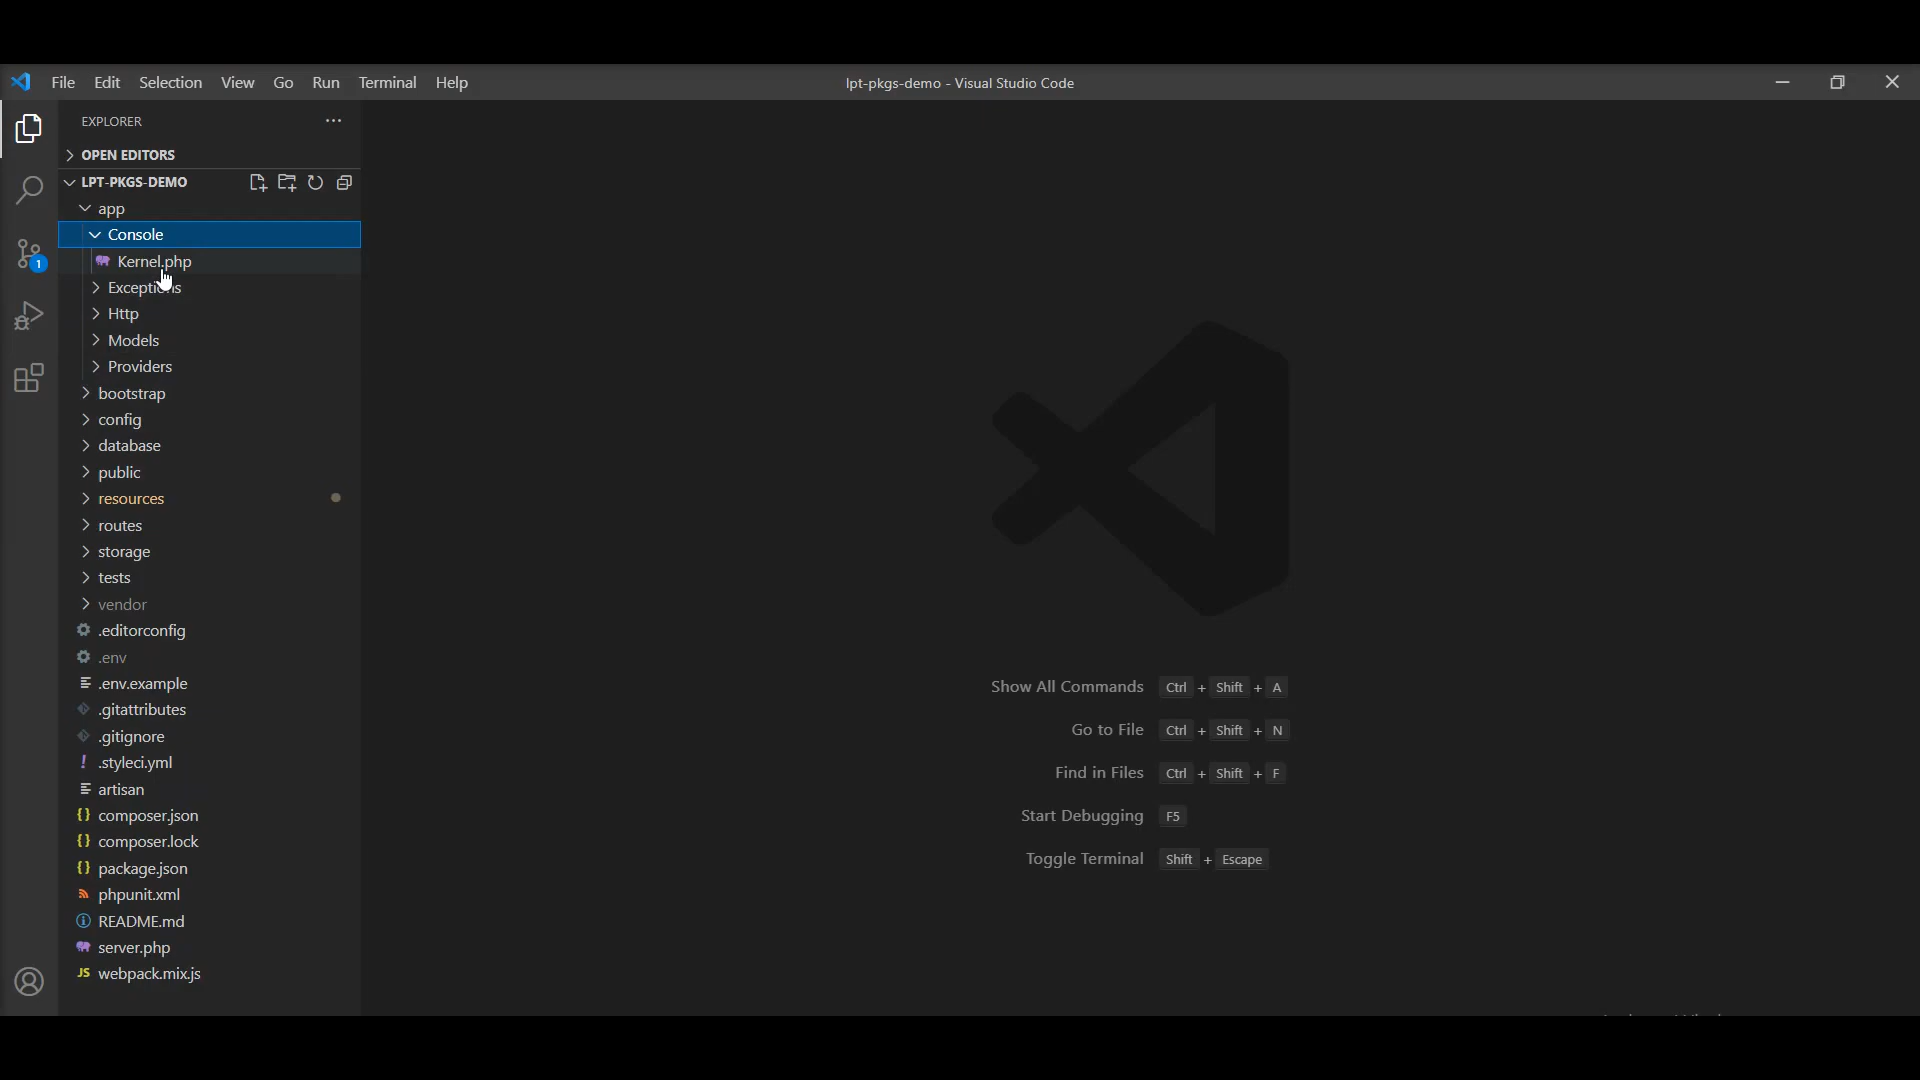 File Edit Selection View Go Run Terminal Help
lpt-pkgs-demo - Visual Studio Code
EXPLORER
OPEN EDITORS
LPT-PKGS-DEMO
app
Console
Kernel.php
Exceptions
Http
Models
Providers
bootstrap
config
database
public
resources
routes
storage
tests
vendor
.editorconfig
.env
.env.example
.gitattributes
.gitignore
! .styleci.yml
artisan
{} composer.json
{} composer.lock
{} package.json
phpunit.xml
README.md
server.php
JS webpack.mix.js
1
Show All Commands Ctrl + Shift + A
Go to File Ctrl + Shift + N
Find in Files Ctrl + Shift + F
Start Debugging F5
Toggle Terminal Shift + Escape